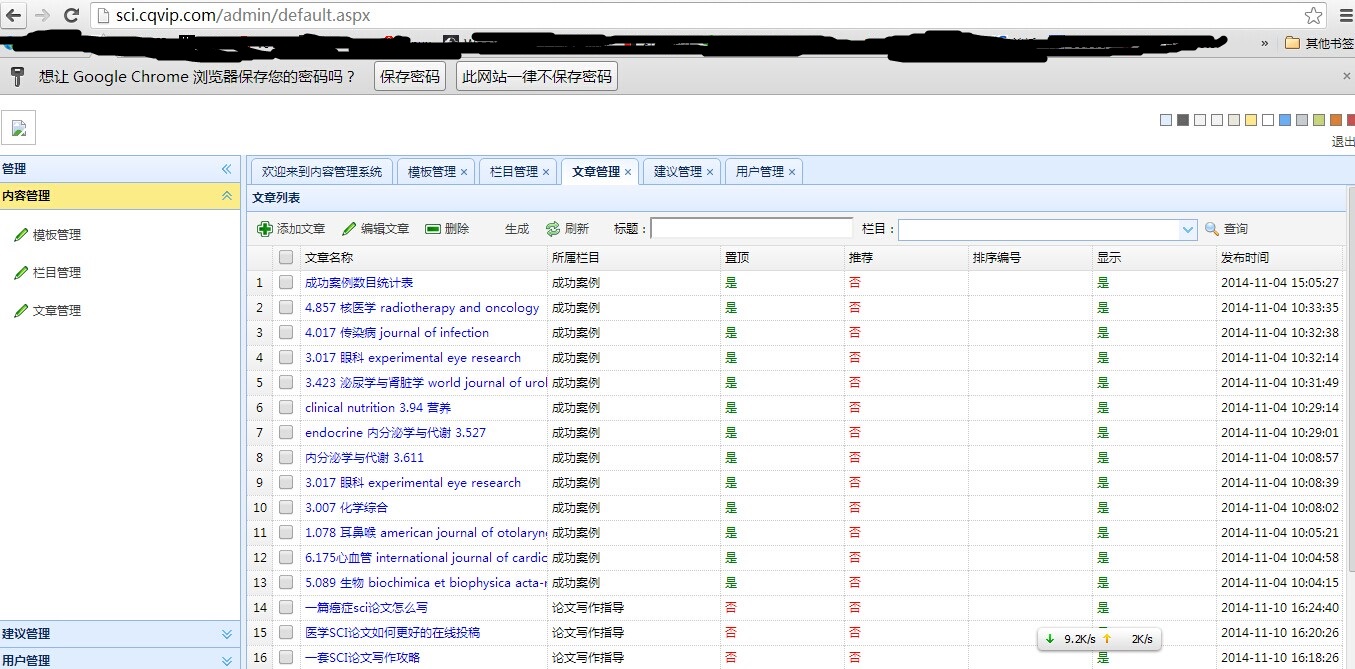 sci.cqvip.com/admin/default.aspx
» 其他书签
想让 Google Chrome 浏览器保存您的密码吗？ 保存密码 此网站一律不保存密码 ×
退出
管理 «
内容管理
模板管理
栏目管理
文章管理
建议管理
用户管理
欢迎来到内容管理系统 模板管理 × 栏目管理 × 文章管理 × 建议管理 × 用户管理 ×
文章列表
添加文章 编辑文章 删除 生成 刷新 标题： 栏目： 查询
文章名称 所属栏目 置顶 推荐 排序编号 显示 发布时间
1 成功案例数目统计表 成功案例 是 否 是 2014-11-04 15:05:27
2 4.857 核医学 radiotherapy and oncology 成功案例 是 否 是 2014-11-04 10:33:35
3 4.017 传染病 journal of infection 成功案例 是 否 是 2014-11-04 10:32:38
4 3.017 眼科 experimental eye research 成功案例 是 否 是 2014-11-04 10:32:14
5 3.423 泌尿学与肾脏学 world journal of urol 成功案例 是 否 是 2014-11-04 10:31:49
6 clinical nutrition 3.94 营养 成功案例 是 否 是 2014-11-04 10:29:14
7 endocrine 内分泌学与代谢 3.527 成功案例 是 否 是 2014-11-04 10:29:01
8 内分泌学与代谢 3.611 成功案例 是 否 是 2014-11-04 10:08:57
9 3.017 眼科 experimental eye research 成功案例 是 否 是 2014-11-04 10:08:39
10 3.007 化学综合 成功案例 是 否 是 2014-11-04 10:08:02
11 1.078 耳鼻喉 american journal of otolaryn 成功案例 是 否 是 2014-11-04 10:05:21
12 6.175心血管 international journal of cardic 成功案例 是 否 是 2014-11-04 10:04:58
13 5.089 生物 biochimica et biophysica acta- 成功案例 是 否 是 2014-11-04 10:04:15
14 一篇癌症sci论文怎么写 论文写作指导 否 否 是 2014-11-10 16:24:40
15 医学SCI论文如何更好的在线投稿 论文写作指导 否 否 2014-11-10 16:20:26
9.2K/s 2K/s
16 一套SCI论文写作攻略 论文写作指导 否 否 是 2014-11-10 16:18:26